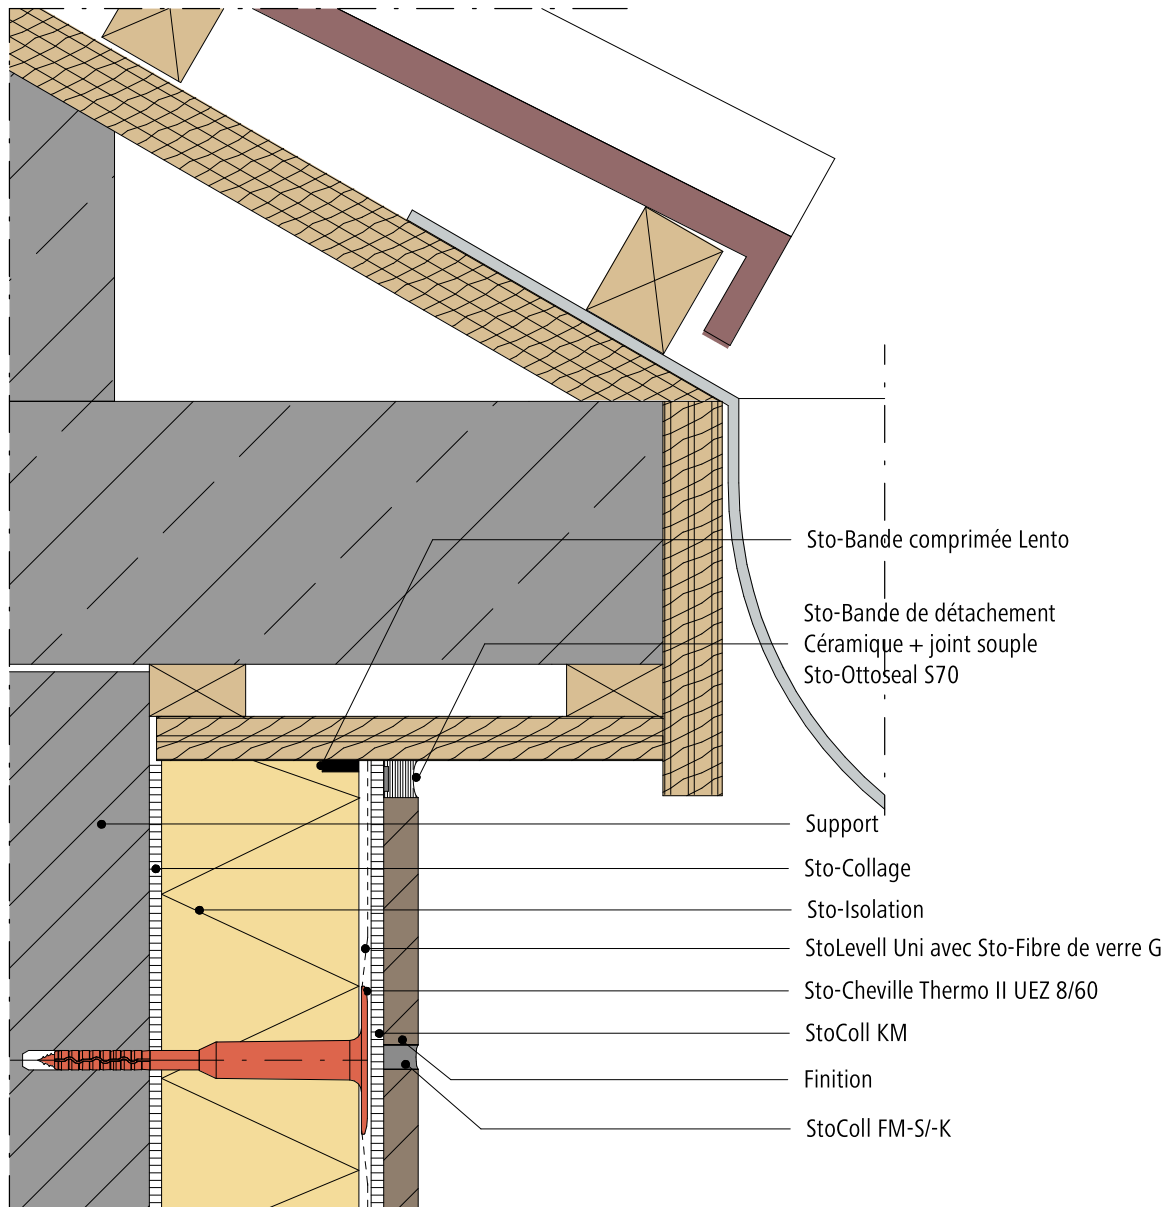 Sto-Bande comprimée Lento
Sto-Bande de détachement
Céramique + joint souple
Sto-Ottoseal S70
Support
Sto-Collage
Sto-Isolation
StoLevell Uni avec Sto-Fibre de verre G
Sto-Cheville Thermo II UEZ 8/60
StoColl KM
Finition
StoColl FM-S/-K